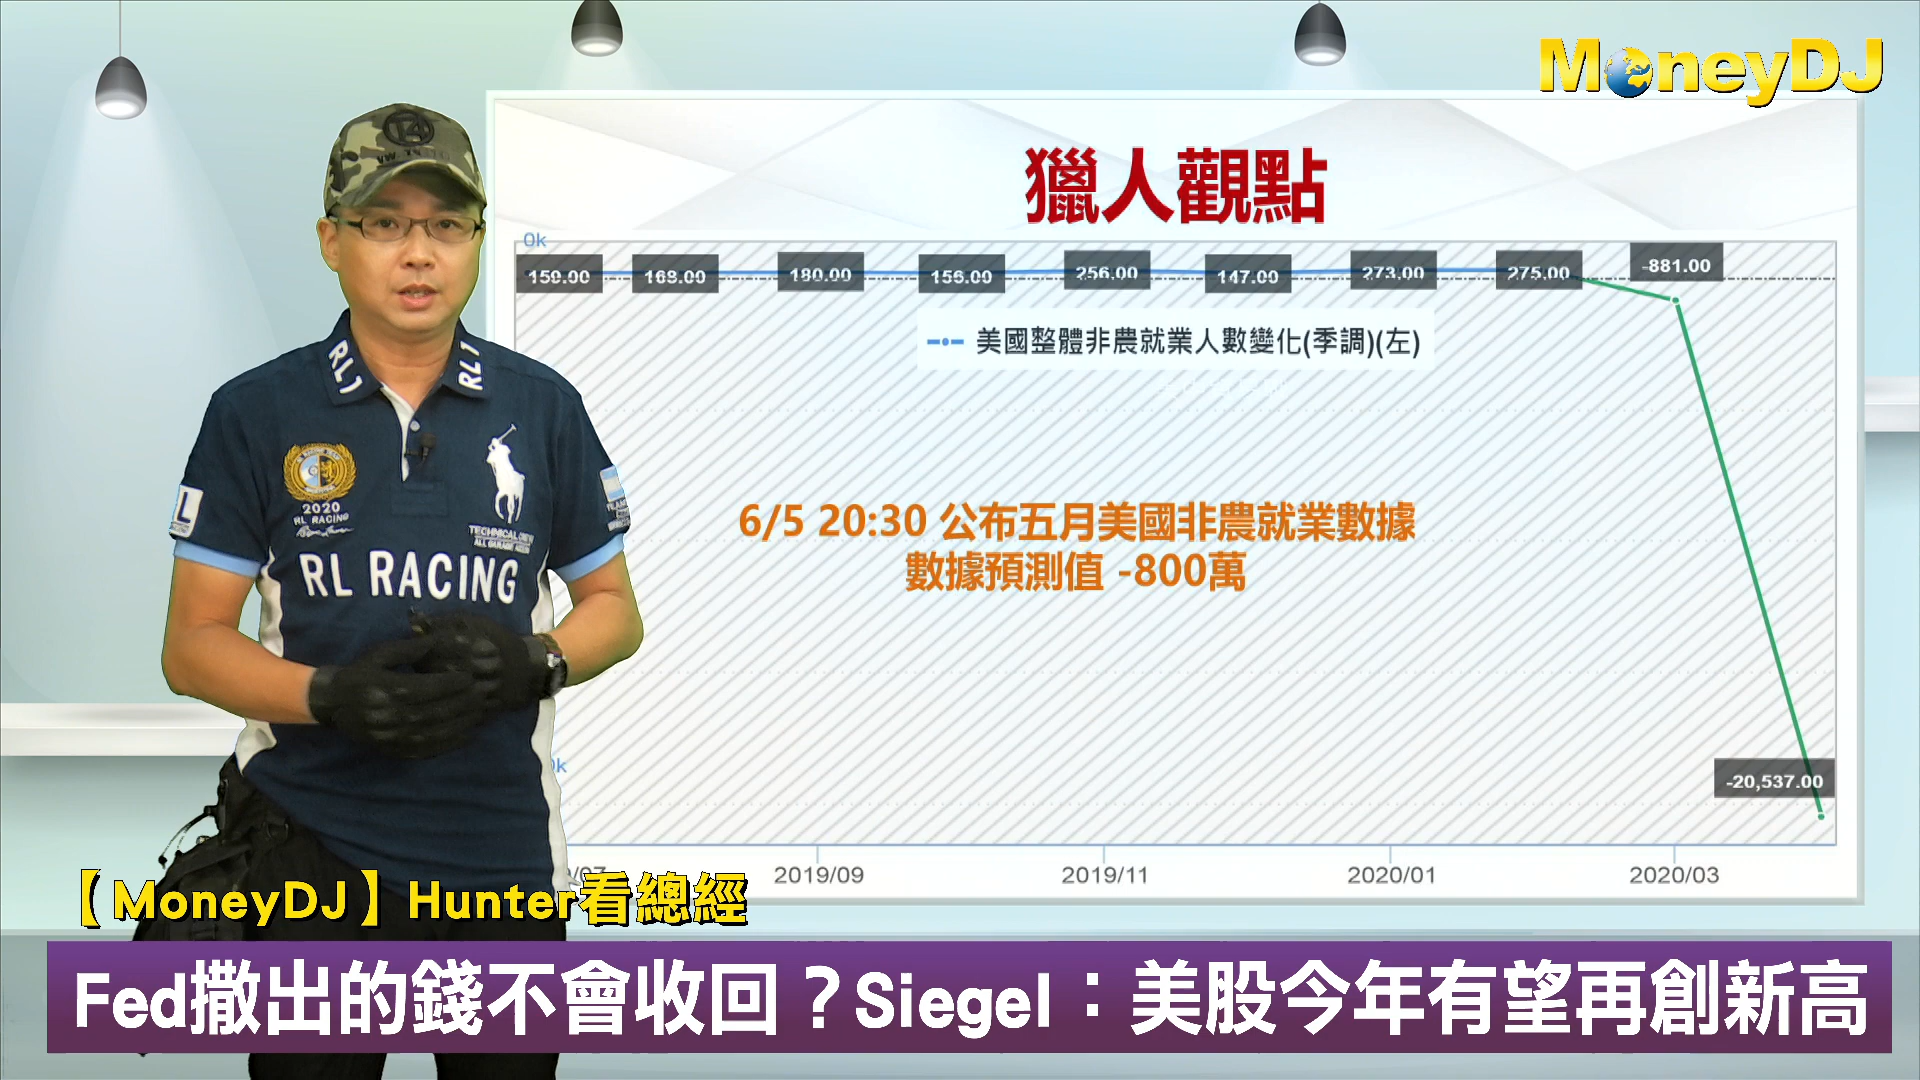 MoneyDJ
獵人觀點
0k
159.00 168.00 180.00 156.00 256.00 147.00 273.00 275.00 -881.00
美國整體非農就業人數變化(季調)(左)
6/5 20:30 公布五月美國非農就業數據
數據預測值 -800萬
-20,537.00
2019/09 2019/11 2020/01 2020/03
RL1 RL1
2020
RL RACING
RL RACING
【MoneyDJ】Hunter看總經
Fed撒出的錢不會收回？Siegel：美股今年有望再創新高